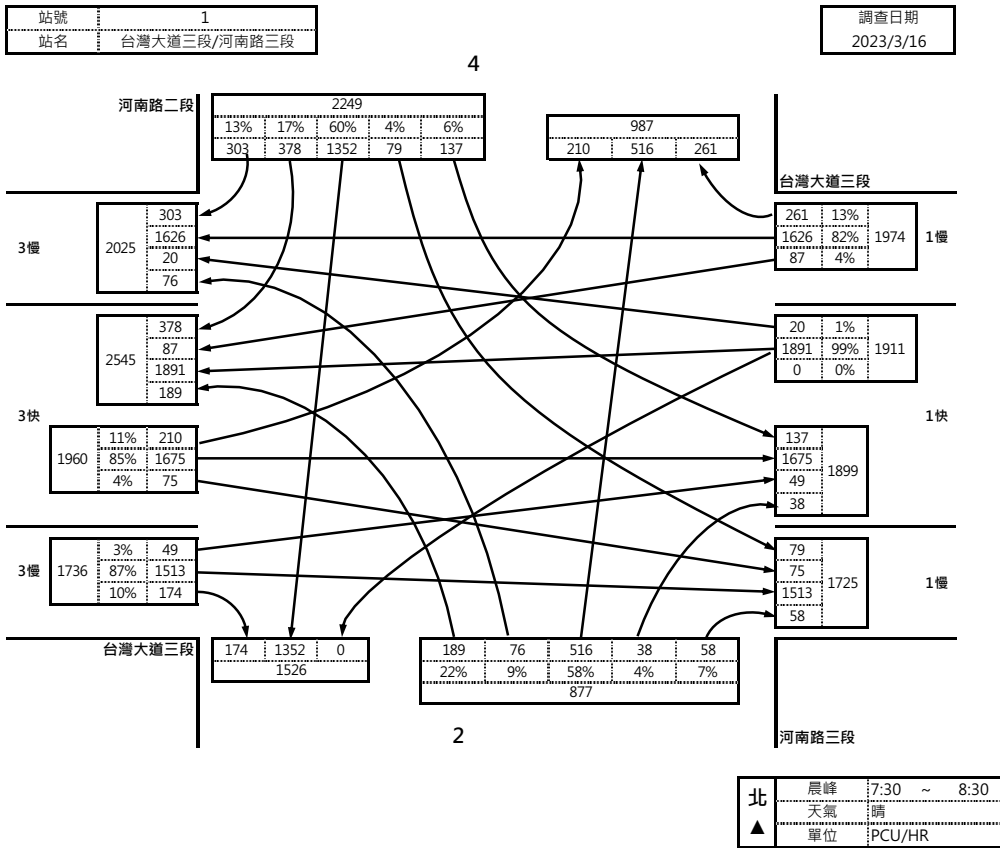 站號 1
站名 台灣大道三段/河南路三段
調查日期
2023/3/16
4
河南路二段
2249
13% 17% 60% 4% 6%
303 378 1352 79 137
987
210 516 261
台灣大道三段
3慢
2025
303
1626
20
76
261 13%
1626 82%
87 4%
1974
1慢
3快
2545
378
87
1891
189
20 1%
1891 99%
0 0%
1911
1快
1960
11% 210
85% 1675
4% 75
137
1675
49
38
1899
3慢
1736
3% 49
87% 1513
10% 174
79
75
1513
58
1725
1慢
台灣大道三段
174 1352 0
1526
189 76 516 38 58
22% 9% 58% 4% 7%
877
2
河南路三段
北
▲
晨峰 7:30 ~ 8:30
天氣 晴
單位 PCU/HR